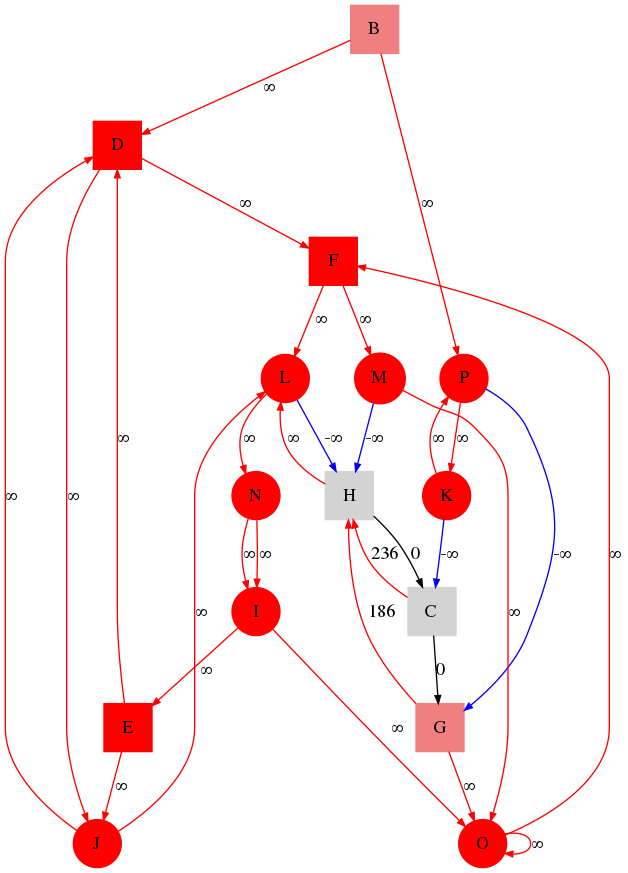 B
∞
D
∞ ∞
F
∞ ∞
L M P
∞ ∞ ∞ -∞ -∞ ∞ ∞
N H K
∞ ∞ ∞ ∞ 236 0 -∞ -∞ ∞
I ∞ 186 C ∞
∞ 0
E ∞ G
∞ ∞
J O ∞